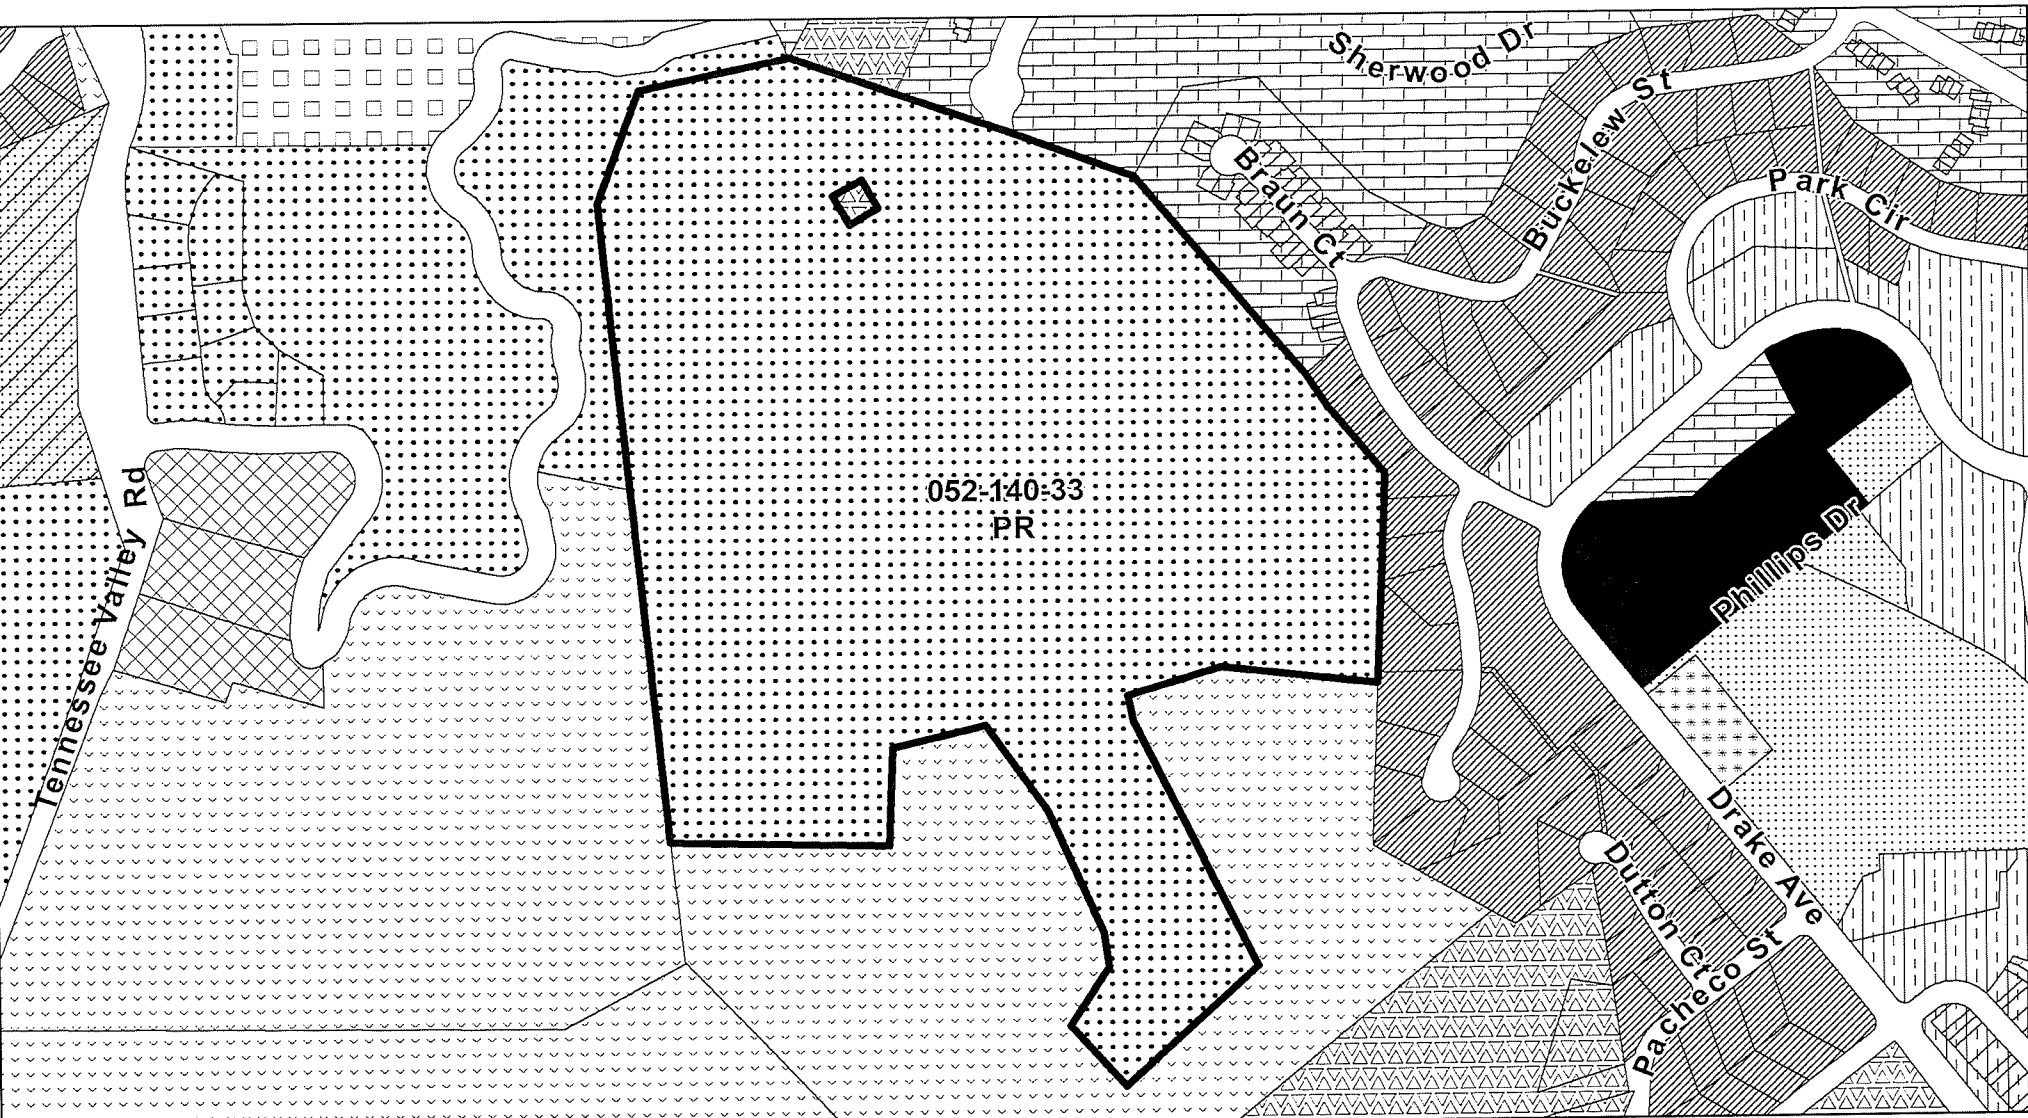 Sherwood Dr
Buckelew St
Braun Ct
Park Cir
052-140-33
PR
Tennessee Valley Rd
Phillips Dr
Drake Ave
Dutton Ct
Pacheco St